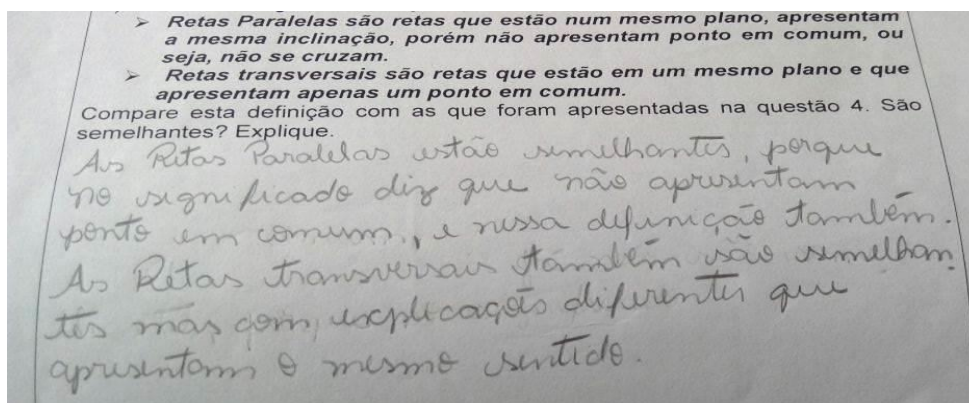 ➤ Retas Paralelas são retas que estão num mesmo plano, apresentam
a mesma inclinação, porém não apresentam ponto em comum, ou
seja, não se cruzam.
➤ Retas transversais são retas que estão em um mesmo plano e que
apresentam apenas um ponto em comum.
Compare esta definição com as que foram apresentadas na questão 4. São
semelhantes? Explique.
As Retas Paralelas estão semelhantes, porque
no significado diz que não apresentam
ponto em comum, e nessa definição também.
As Retas transversais também são semelhan
tes mas com explicações diferentes que
apresentam o mesmo sentido.